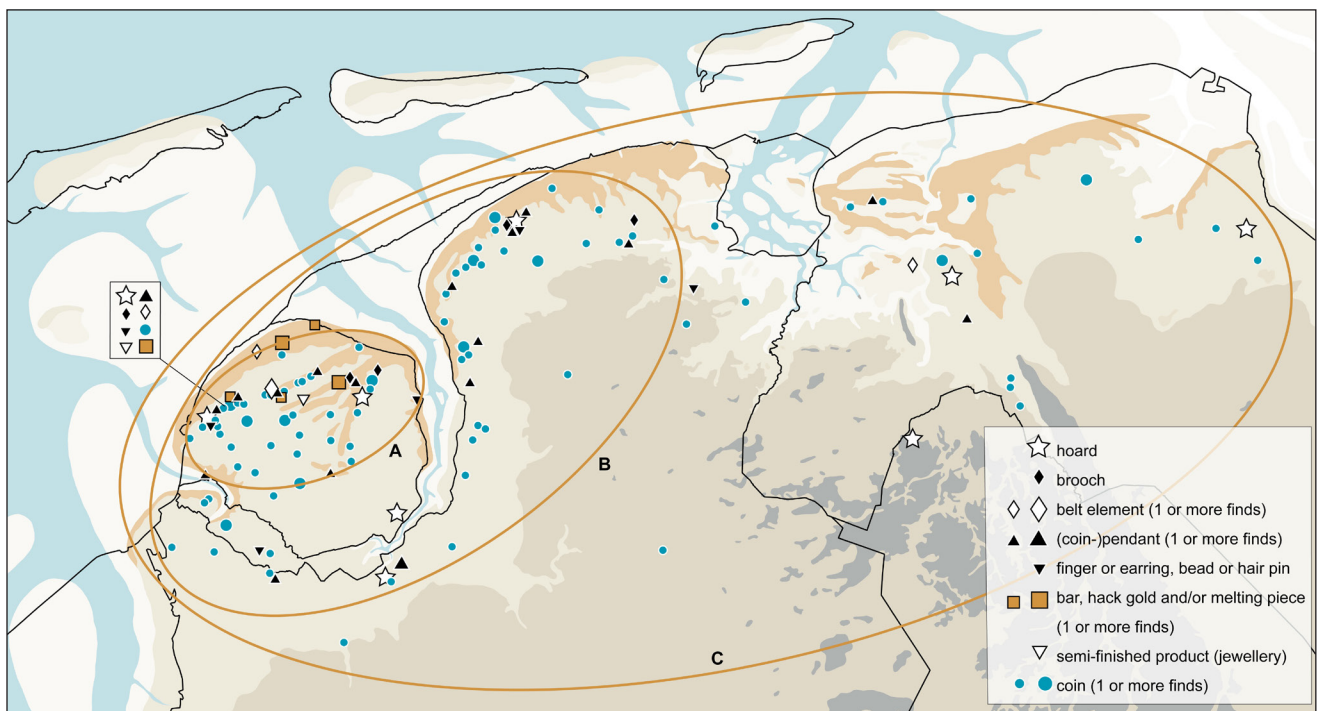 A
B
C
hoard
brooch
belt element (1 or more finds)
(coin-)pendant (1 or more finds)
finger or earring, bead or hair pin
bar, hack gold and/or melting piece
(1 or more finds)
semi-finished product (jewellery)
coin (1 or more finds)